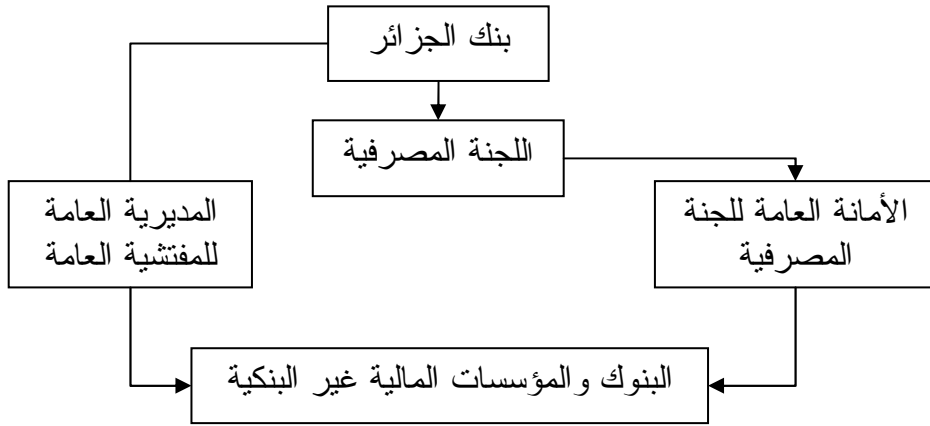 بنك الجزائر
اللجنة المصرفية
الأمانة العامة للجنة
المصرفية
المديرية العامة
للمفتشية العامة
البنوك والمؤسسات المالية غير البنكية